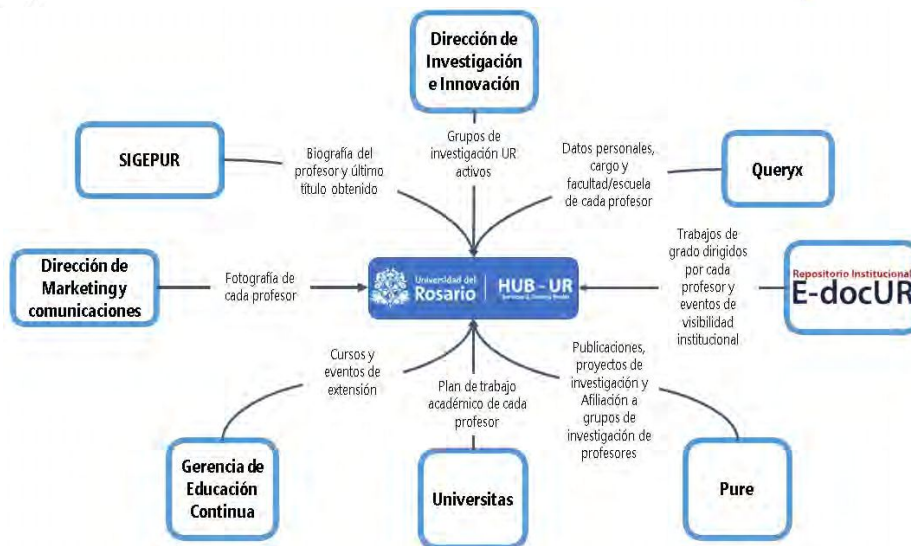 Dirección de
Investigación
e Innovación
SIGEPUR
Biografía del
profesor y último
título obtenido
Grupos de
investigación UR
activos
Datos personales,
cargo y
facultad/escuela
de cada profesor
Queryx
Dirección de
Marketing y
comunicaciones
Fotografía de
cada profesor
Universidad del
Rosario
HUB - UR
Trabajos de
grado dirigidos
por cada
profesor y
eventos de
visibilidad
institucional
Repositorio Institucional
E-docUR
Cursos y
eventos de
extensión
Plan de trabajo
académico de cada
profesor
Publicaciones,
proyectos de
investigación y
Afiliación a
grupos de
investigación de
profesores
Gerencia de
Educación
Continua
Universitas
Pure